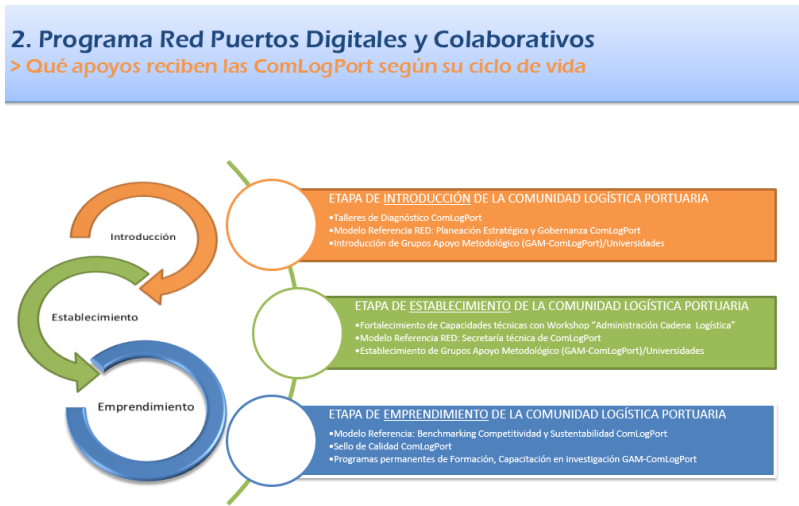 2. Programa Red Puertos Digitales y Colaborativos
> Qué apoyos reciben las ComLogPort según su ciclo de vida
Introducción
Establecimiento
Emprendimiento
ETAPA DE INTRODUCCIÓN DE LA COMUNIDAD LOGÍSTICA PORTUARIA
•Talleres de Diagnóstico ComLogPort
•Modelo Referencia RED: Planeación Estratégica y Gobernanza ComLogPort
•Introducción de Grupos Apoyo Metodológico (GAM-ComLogPort)/Universidades
ETAPA DE ESTABLECIMIENTO DE LA COMUNIDAD LOGÍSTICA PORTUARIA
•Fortalecimiento de Capacidades técnicas con Workshop “Administración Cadena Logística”
•Modelo Referencia RED: Secretaría técnica de ComLogPort
•Establecimiento de Grupos Apoyo Metodológico (GAM-ComLogPort)/Universidades
ETAPA DE EMPRENDIMIENTO DE LA COMUNIDAD LOGÍSTICA PORTUARIA
•Modelo Referencia: Benchmarking Competitividad y Sustentabilidad ComLogPort
•Sello de Calidad ComLogPort
•Programas permanentes de Formación, Capacitación en investigación GAM-ComLogPort